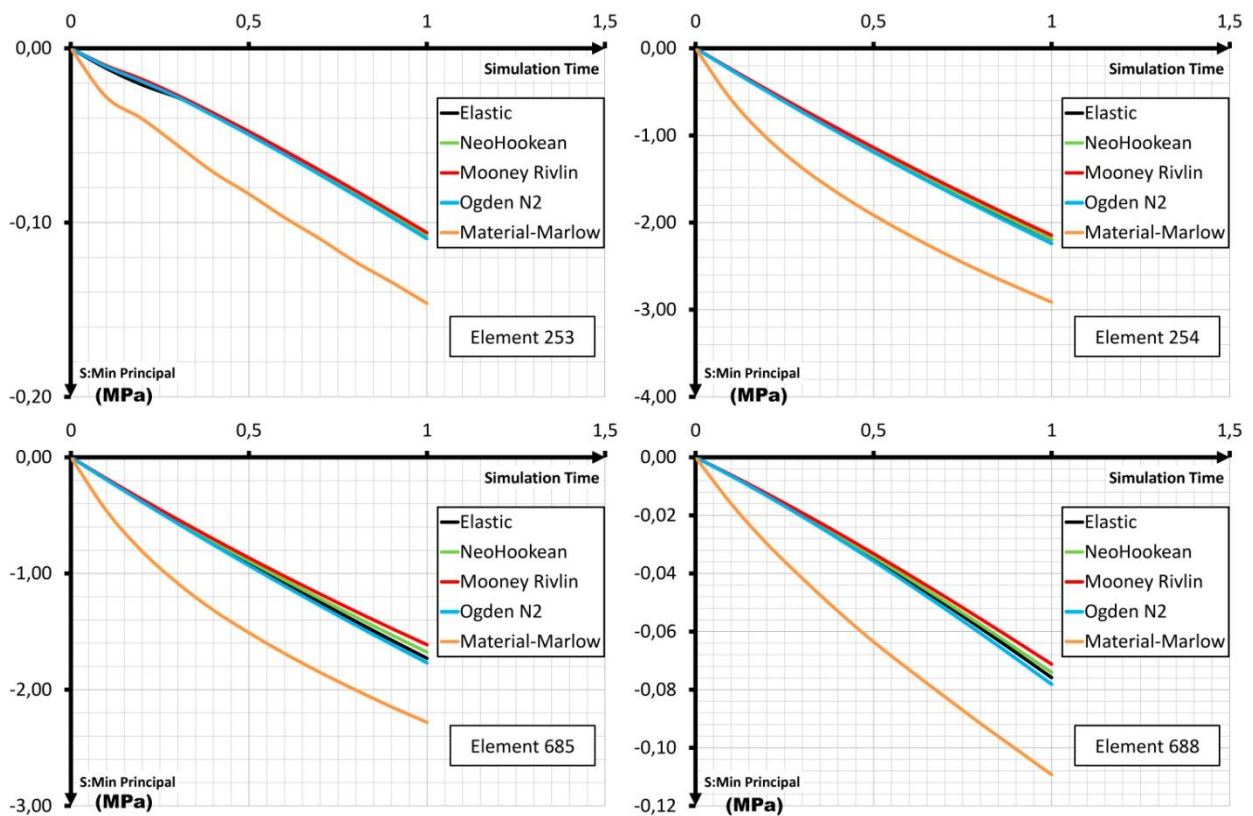 0
0,5
1
1,5
0,00
Simulation Time
Elastic
NeoHookean
Mooney Rivlin
Ogden N2
Material-Marlow
-0,10
Element 253
S:Min Principal
-0,20
(MPa)
0
0,5
1
1,5
0,00
Simulation Time
Elastic
-1,00
NeoHookean
Mooney Rivlin
Ogden N2
-2,00
Material-Marlow
-3,00
Element 254
S:Min Principal
-4,00
(MPa)
0
0,5
1
1,5
0,00
Simulation Time
Elastic
NeoHookean
-1,00
Mooney Rivlin
Ogden N2
Material-Marlow
-2,00
Element 685
S:Min Principal
-3,00
(MPa)
0
0,5
1
1,5
0,00
Simulation Time
-0,02
Elastic
NeoHookean
-0,04
Mooney Rivlin
Ogden N2
-0,06
Material-Marlow
-0,08
Element 688
-0,10
S:Min Principal
-0,12
(MPa)